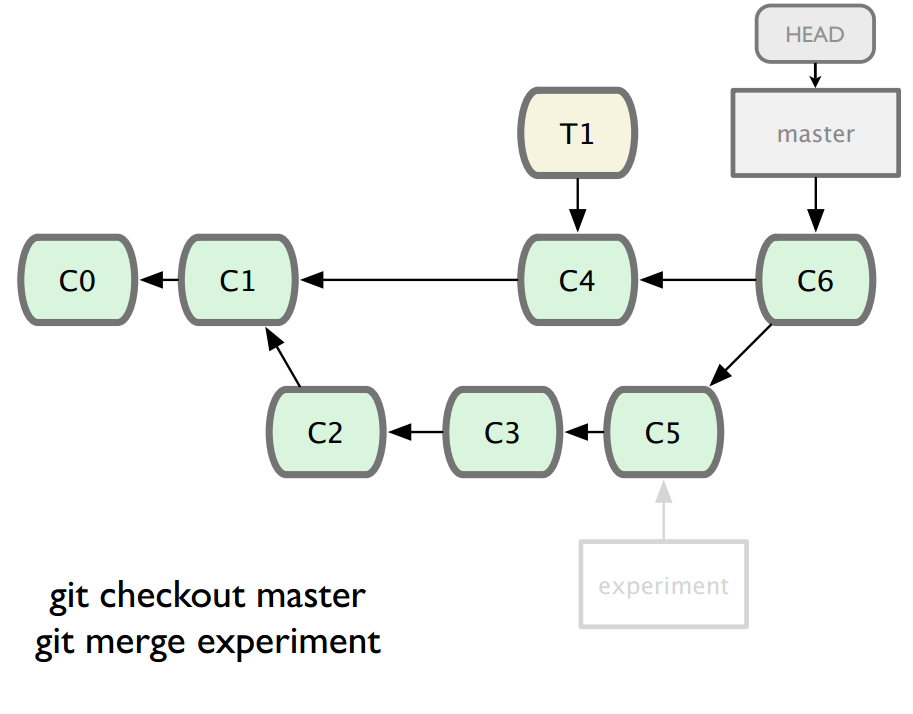 HEAD
T1
master
C0
C1
C4
C6
C2
C3
C5
experiment
git checkout master
git merge experiment